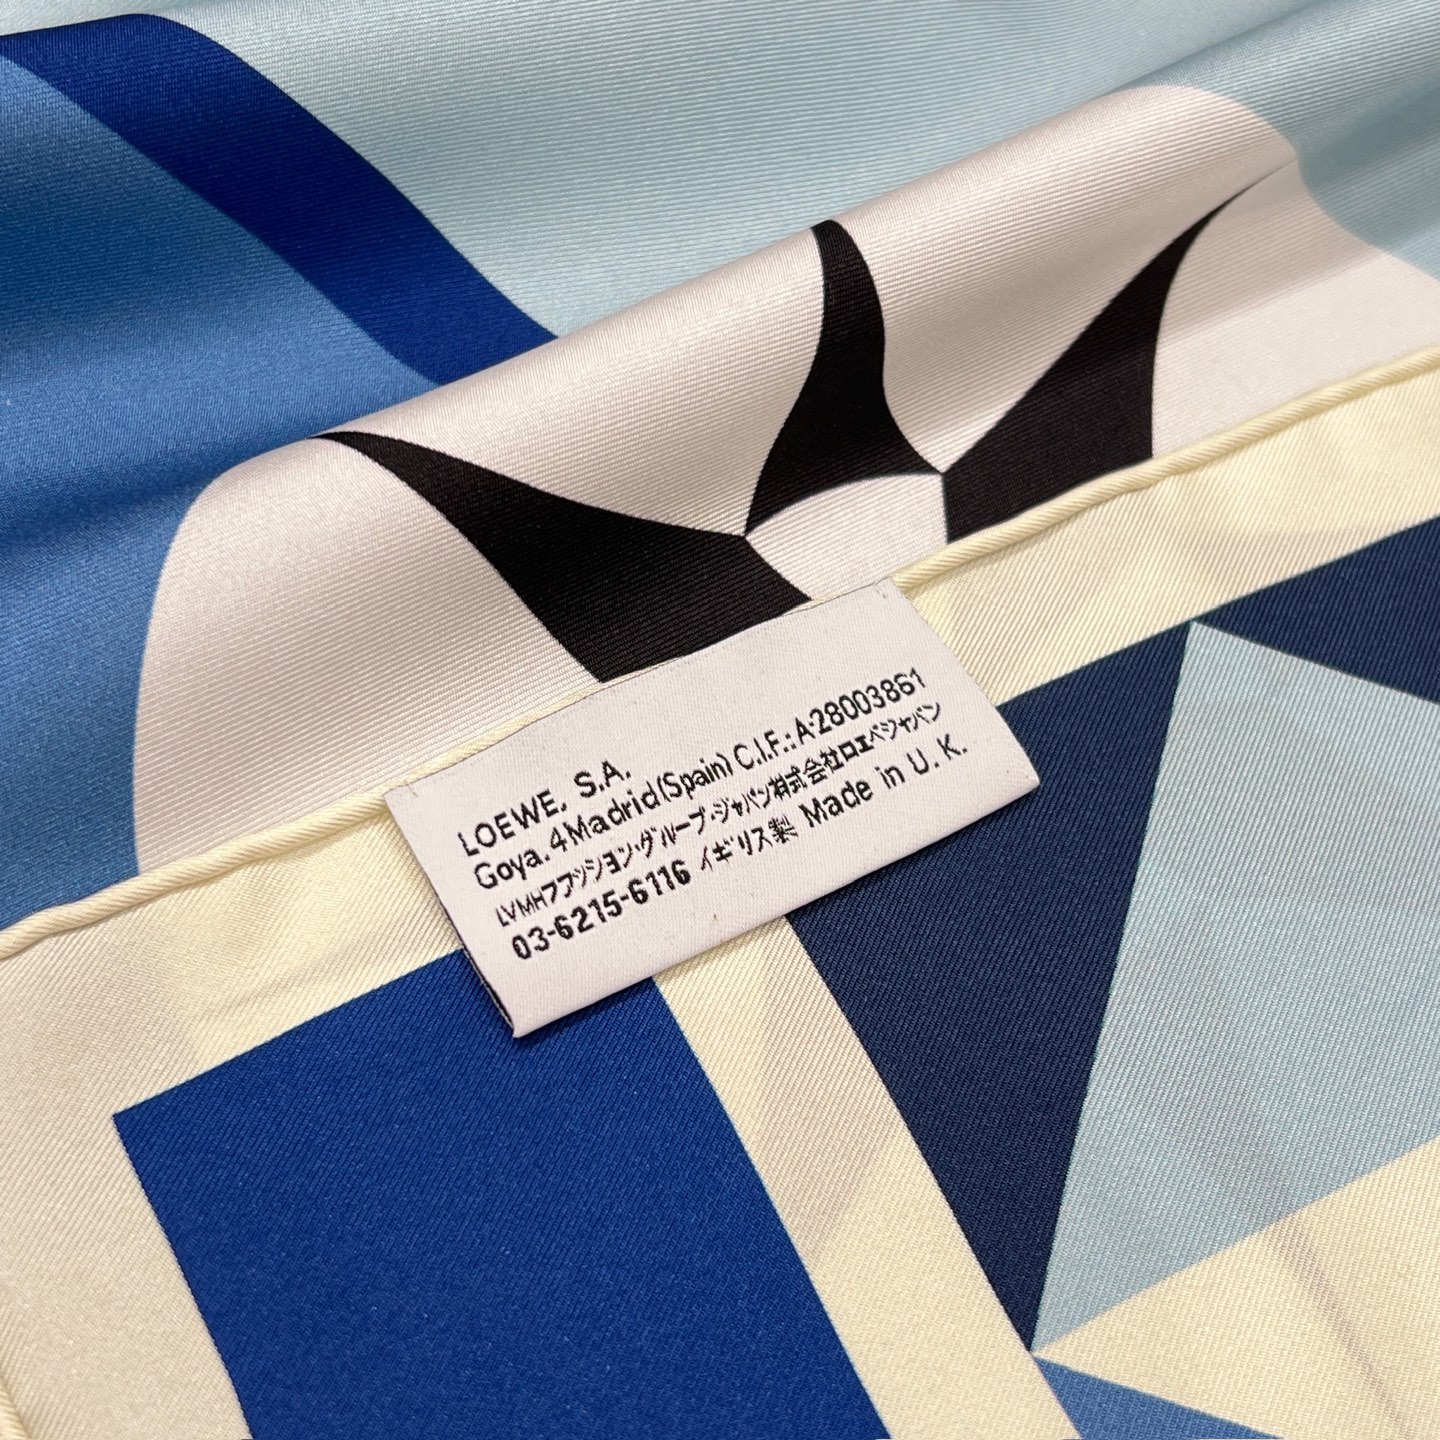 LOEWE. S.A.
Goya. 4 Madrid (Spain) C.I.F.: A-28003861
LVMHファッション・グループ・ジャパン株式会社ロエベジャパン
03-6215-6116 イギリス製 Made in U. K.